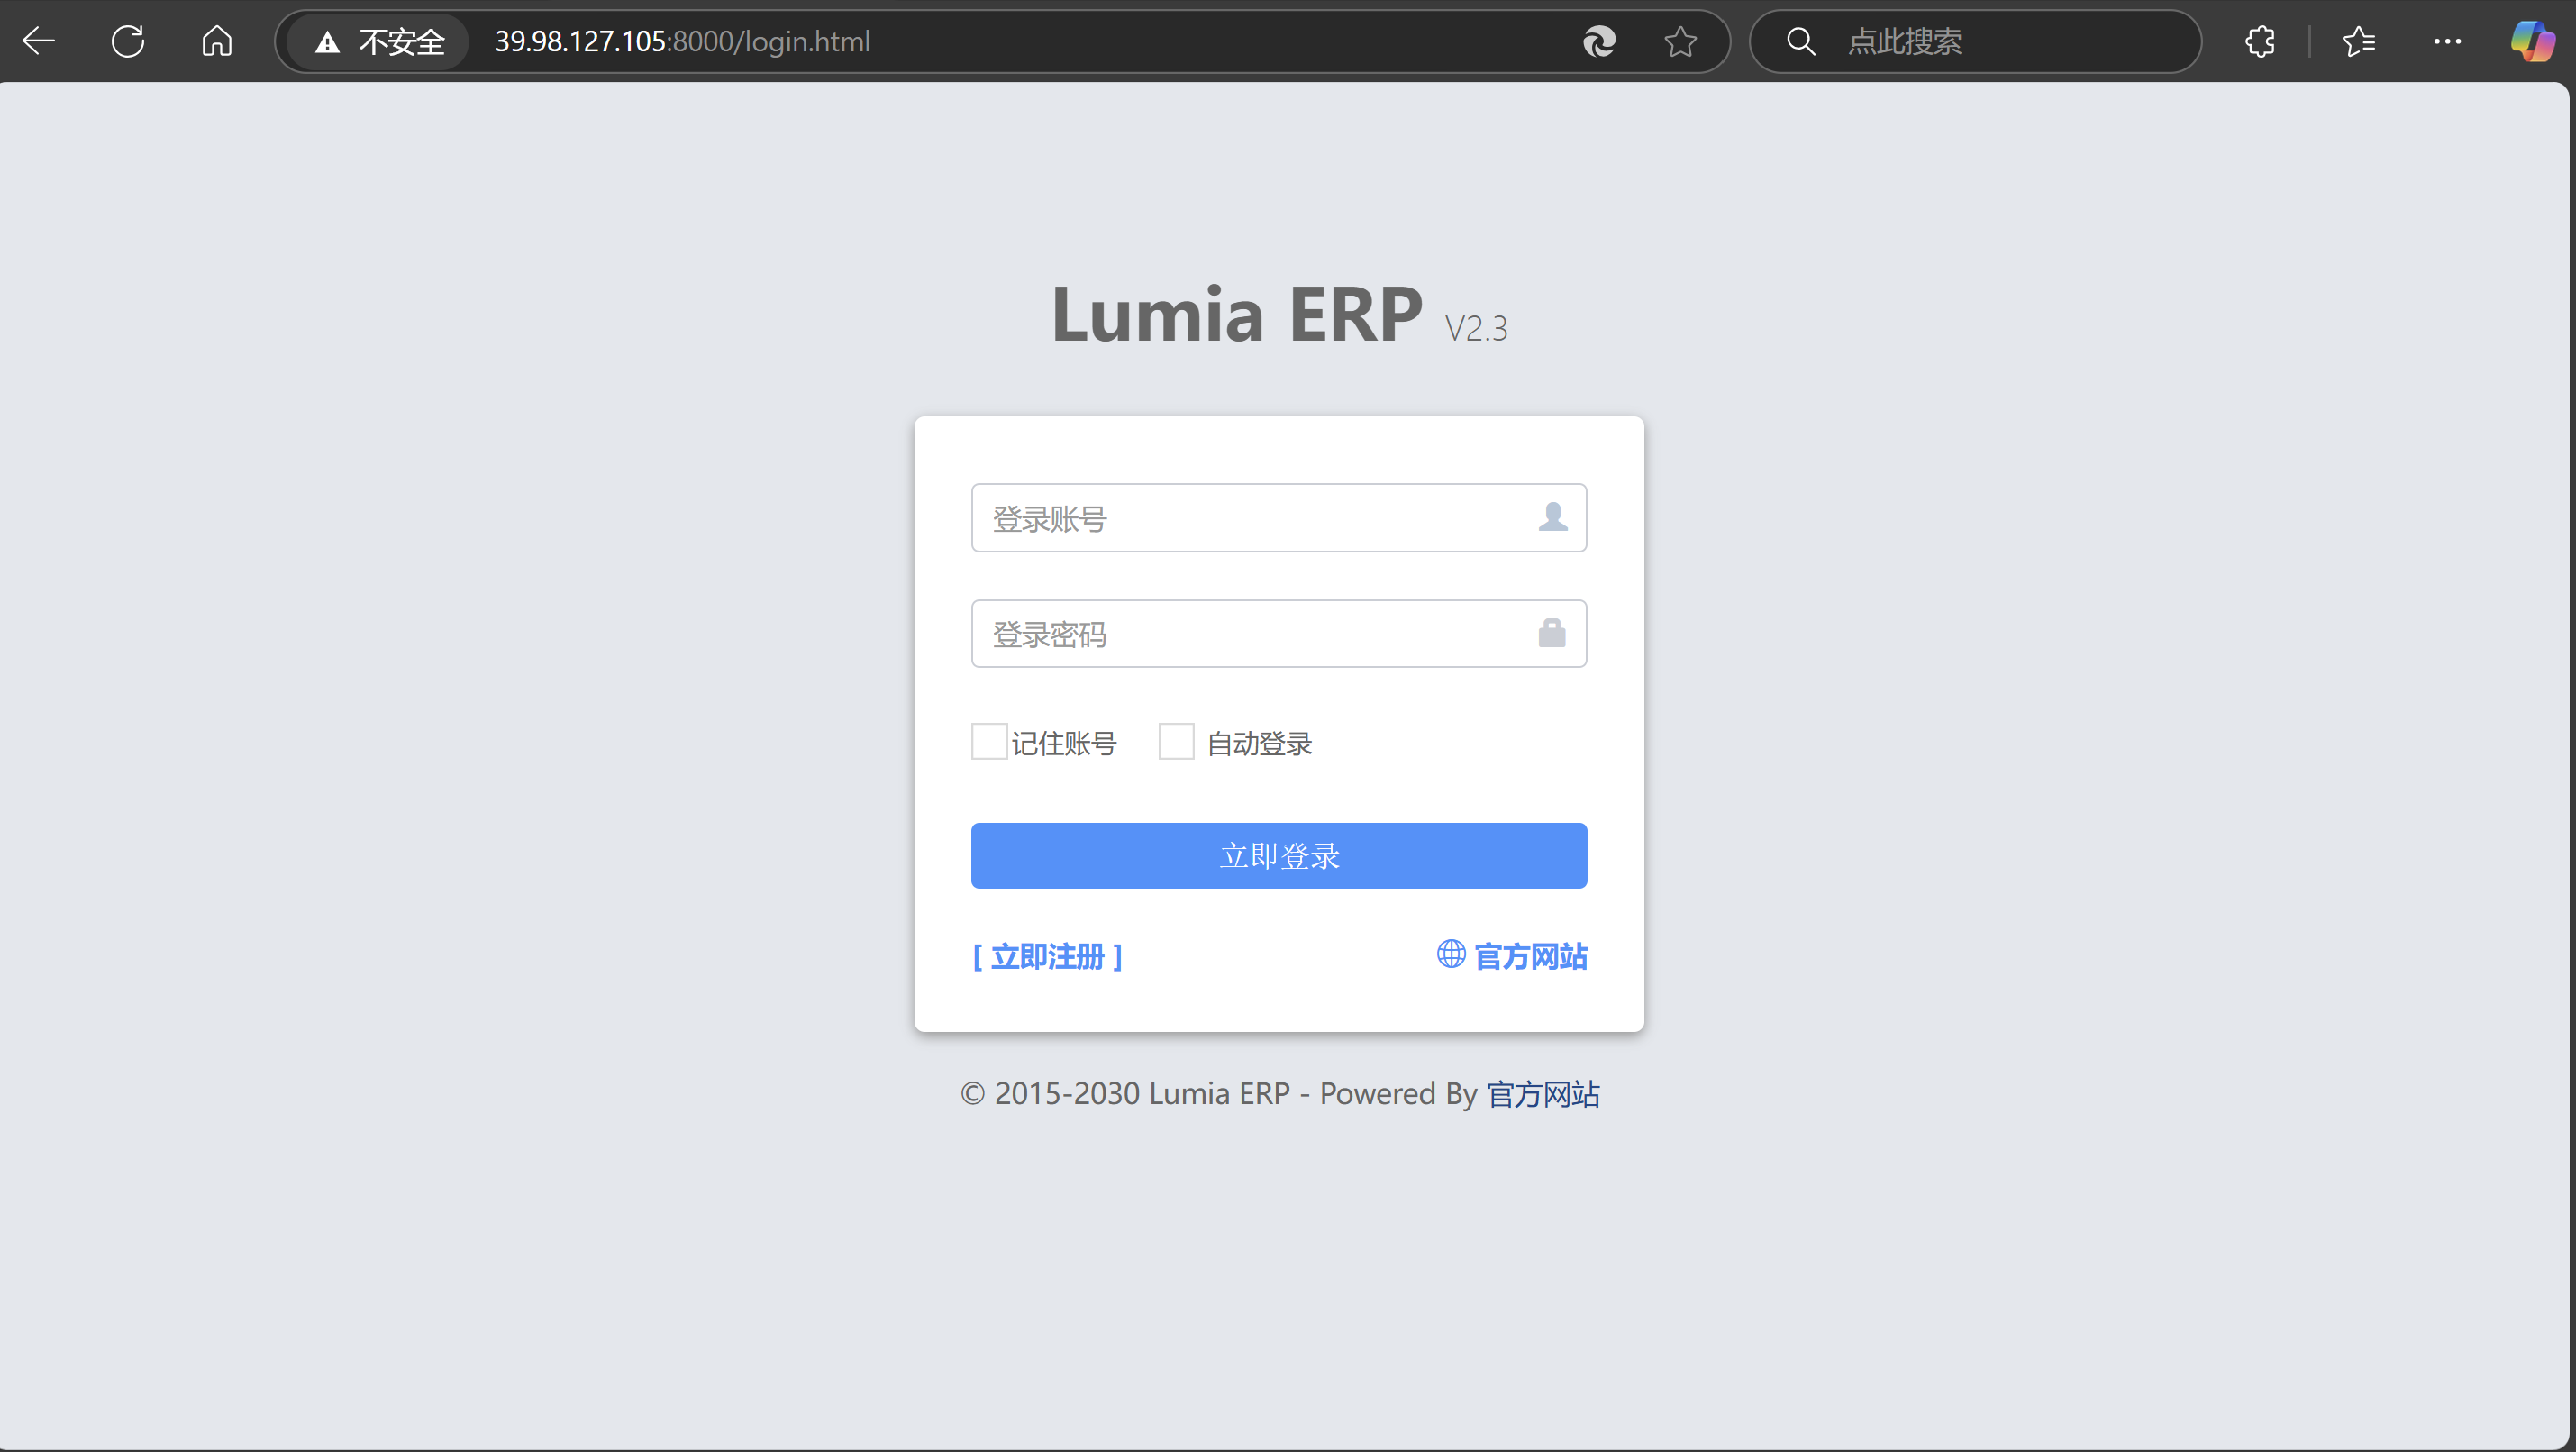 不安全 39.98.127.105:8000/login.html 点此搜索
Lumia ERP V2.3
登录账号
登录密码
记住账号 自动登录
立即登录
[ 立即注册 ] 官方网站
© 2015-2030 Lumia ERP - Powered By 官方网站